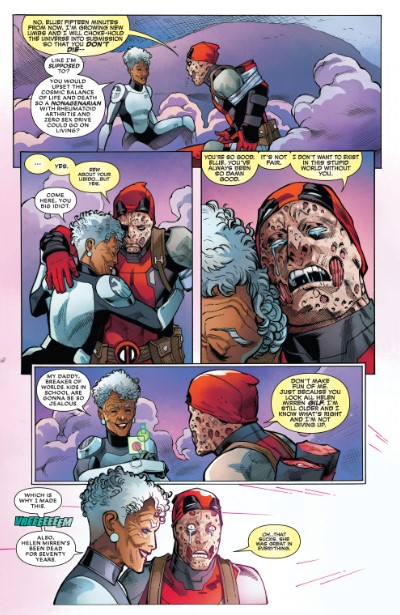 NO, ELLIE! FIFTEEN MINUTES
FROM NOW, I'M GROWING NEW
LIMBS AND I WILL CHOKE-HOLD
THE UNIVERSE INTO SUBMISSION
SO THAT YOU DON'T
DIE--
LIKE I'M
SUPPOSED
TO?
YOU WOULD
UPSET THE
COSMIC BALANCE
OF LIFE AND DEATH
SO A NONAGENARIAN
WITH RHEUMATOID
ARTHRITIS AND
ZERO SEX DRIVE
COULD GO ON
LIVING?
...
YES.
EEW
ABOUT YOUR
LIBIDO...BUT
YES.
COME
HERE, YOU
BIG IDIOT.
YOU'RE SO GOOD,
ELLIE. YOU'VE
ALWAYS BEEN
SO DAMN
GOOD.
IT'S NOT
FAIR.
I DON'T WANT TO EXIST
IN THIS STUPID
WORLD WITHOUT
YOU.
MY DADDY,
BREAKER OF
WORLDS. KIDS IN
SCHOOL ARE
GONNA BE SO
JEALOUS.
DON'T MAKE
FUN OF ME.
JUST BECAUSE YOU
LOOK ALL HELEN
MIRREN GILF, I'M
STILL OLDER AND I
KNOW WHAT'S RIGHT
AND I'M NOT
GIVING UP.
WHICH IS
WHY I MADE
THIS.
VREEEEEEEM
ALSO,
HELEN MIRREN'S
BEEN DEAD FOR
SEVENTY
YEARS.
OH...THAT
SUCKS. SHE
WAS GREAT IN
EVERYTHING.